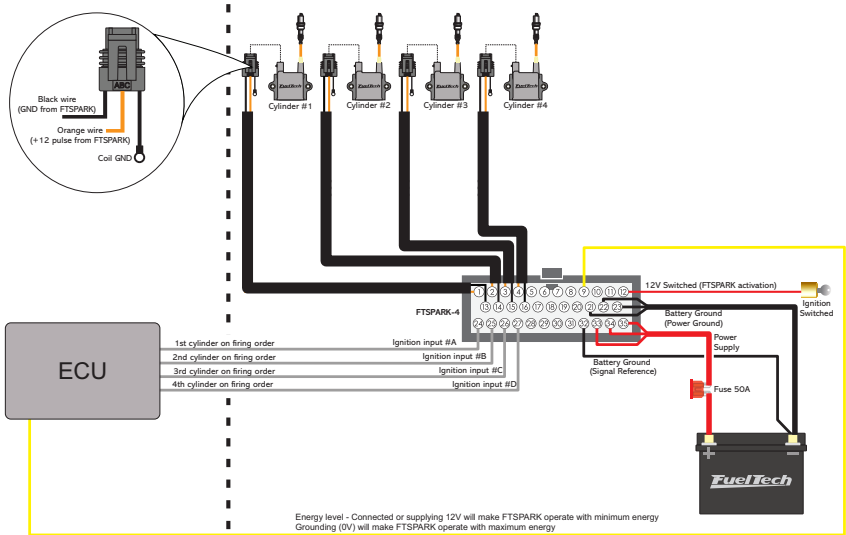 ABC
Black wire
(GND from FTSPARK)
Orange wire
(+12 pulse from FTSPARK)
Coil GND
FuelTech
FuelTech
FuelTech
FuelTech
Cylinder #1
Cylinder #2
Cylinder #3
Cylinder #4
1 2 3 4 5 6 7 8 9 10 11 12
13 14 15 16 17 18 19 20 21 22 23
24 25 26 27 28 29 30 31 32 33 34 35
FTSPARK-4
12V Switched (FTSPARK activation)
Ignition
Switched
Battery Ground
(Power Ground)
Power
Supply
Battery Ground
(Signal Reference)
Fuse 50A
ECU
1st cylinder on firing order
Ignition input #A
2nd cylinder on firing order
Ignition input #B
3rd cylinder on firing order
Ignition input #C
4th cylinder on firing order
Ignition input #D
+ −
FuelTech
Energy level - Connected or supplying 12V will make FTSPARK operate with minimum energy
Grounding (0V) will make FTSPARK operate with maximum energy